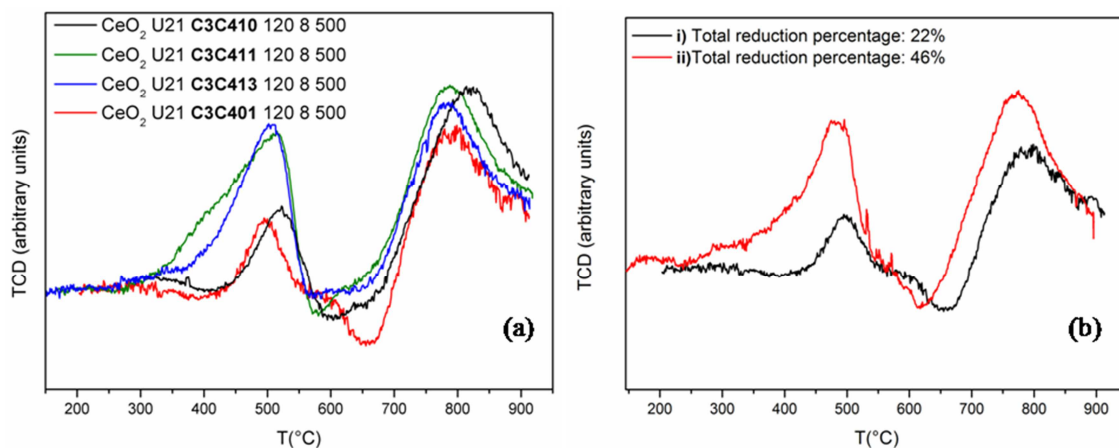 CeO₂ U21 C3C410 120 8 500
CeO₂ U21 C3C411 120 8 500
CeO₂ U21 C3C413 120 8 500
CeO₂ U21 C3C401 120 8 500
TCD (arbitrary units)
(a)
200 300 400 500 600 700 800 900
T(°C)
i) Total reduction percentage: 22%
ii)Total reduction percentage: 46%
TCD (arbitrary units)
(b)
200 300 400 500 600 700 800 900
T(°C)